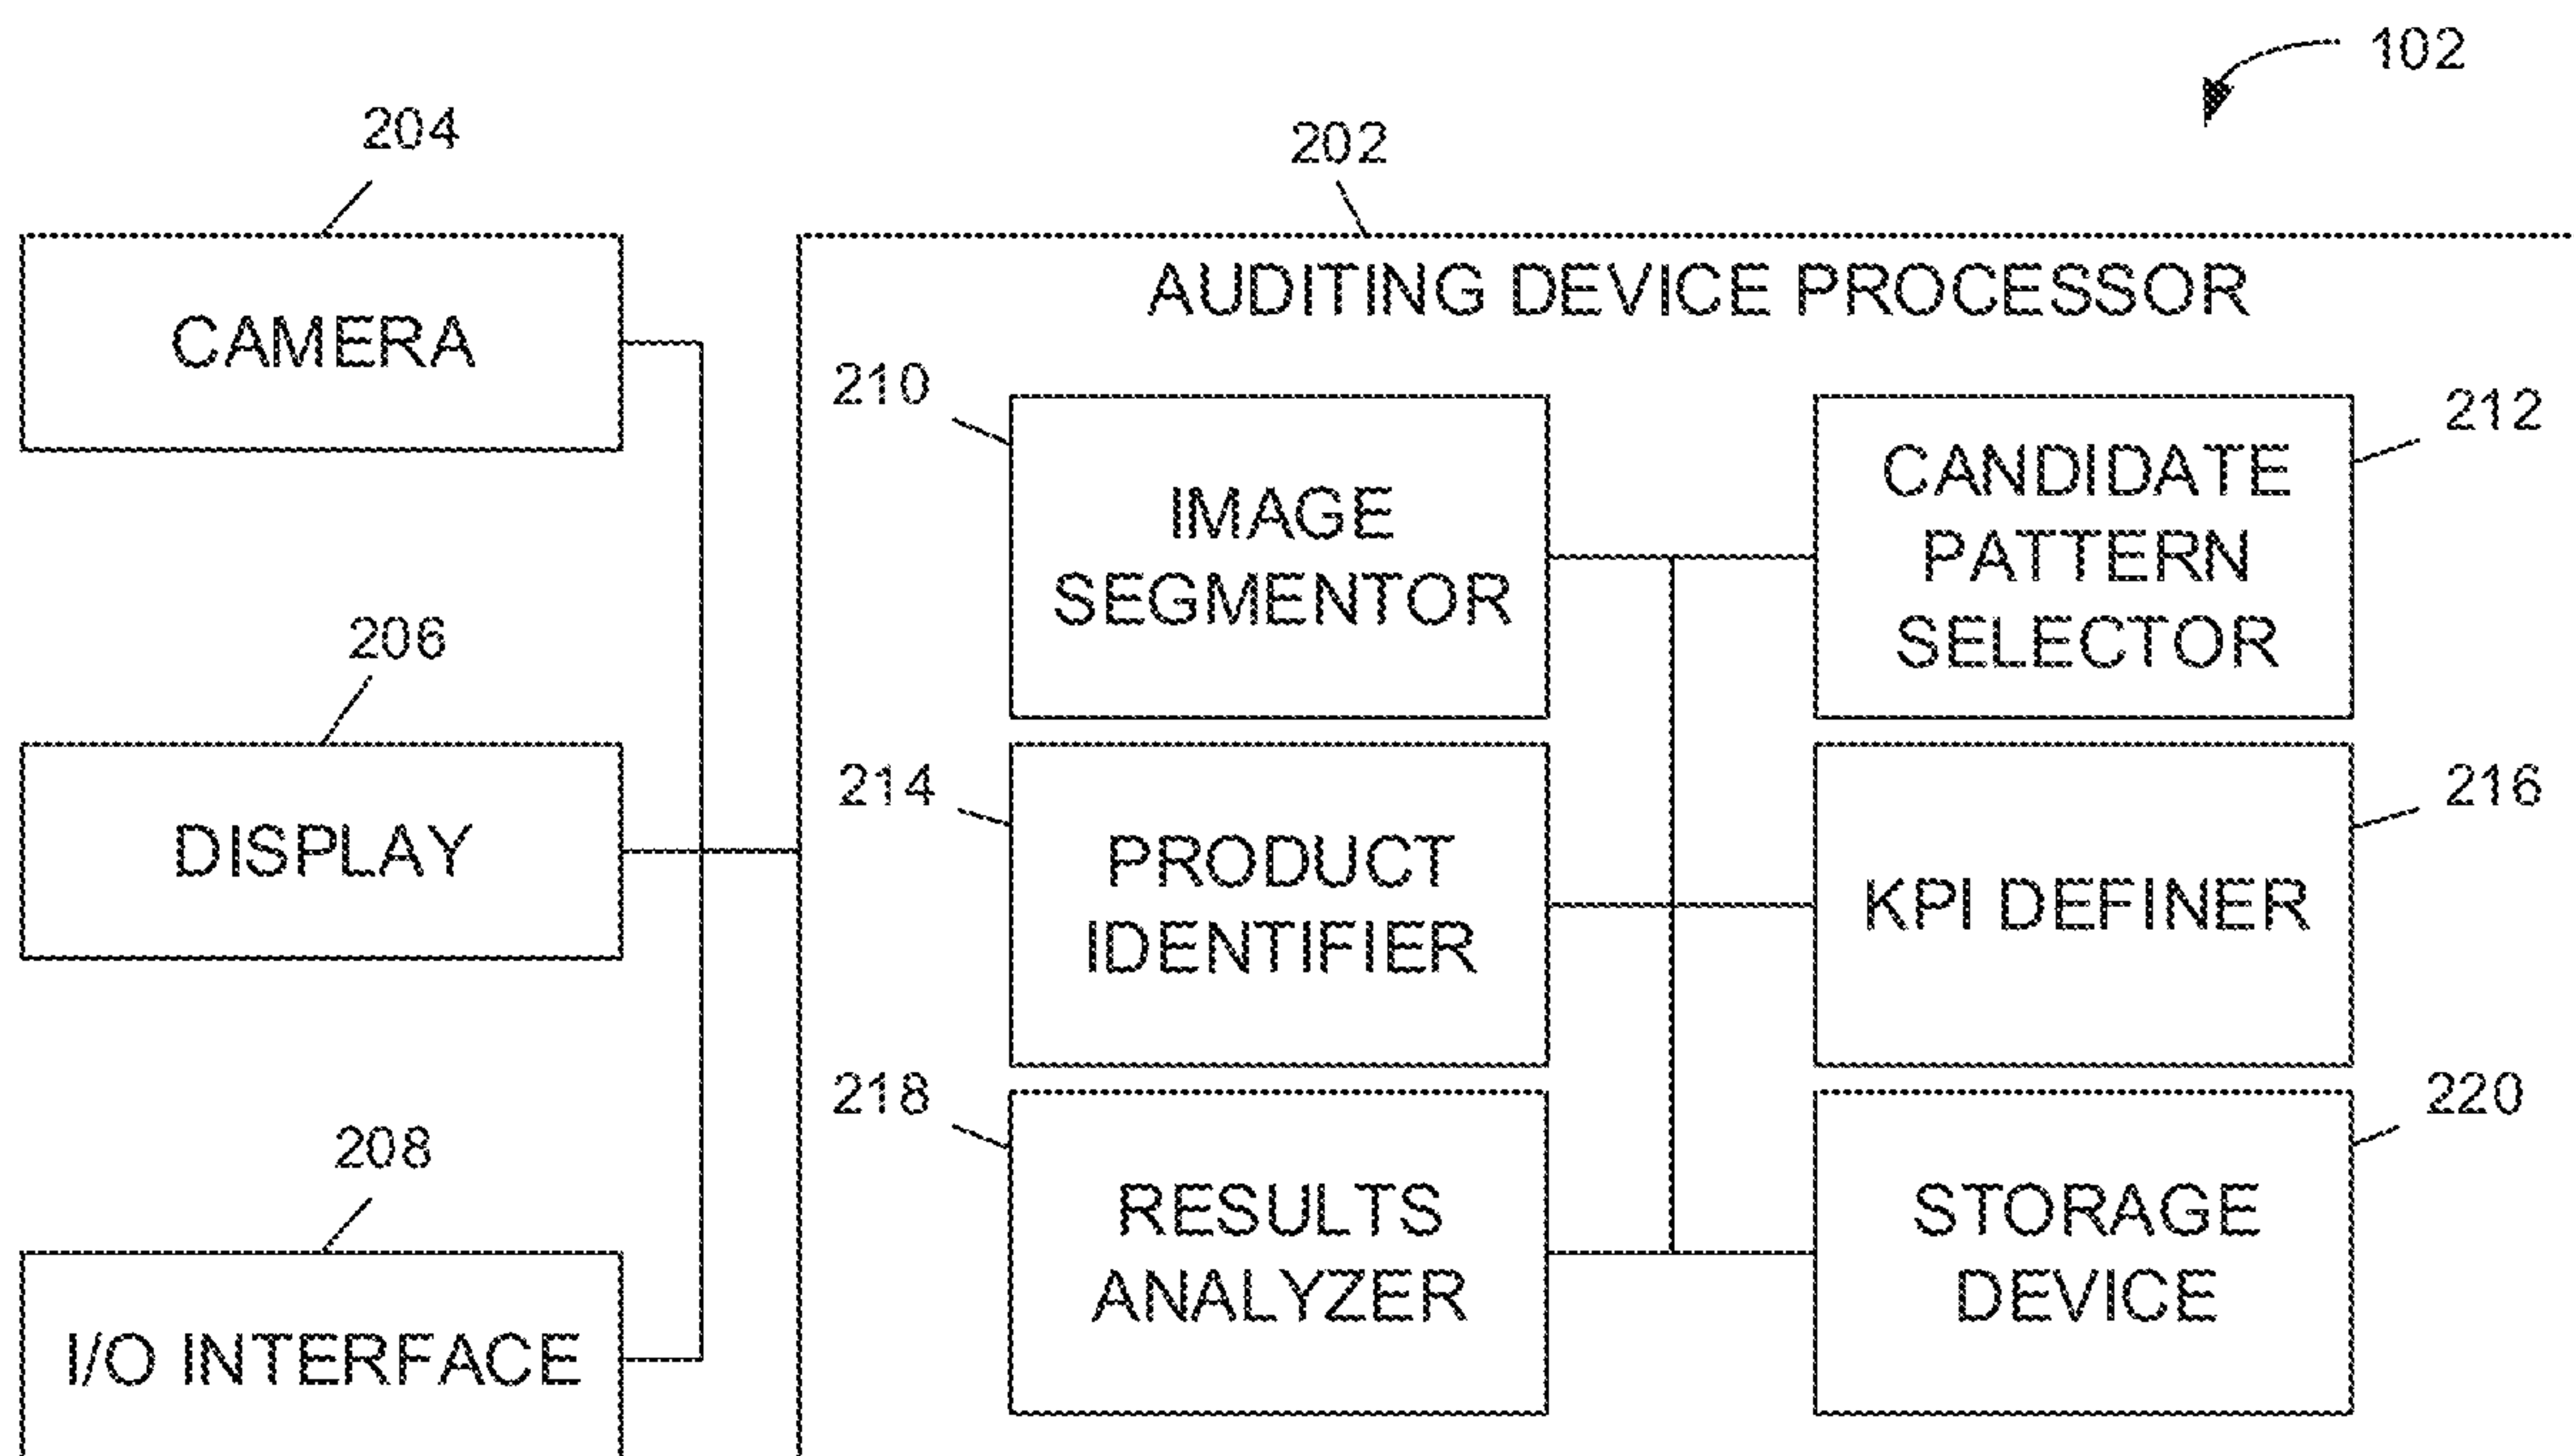 102
204
202
CAMERA
AUDITING DEVICE PROCESSOR
210
IMAGE
SEGMENTOR
212
CANDIDATE
PATTERN
SELECTOR
206
DISPLAY
214
PRODUCT
IDENTIFIER
216
KPI DEFINER
208
I/O INTERFACE
218
RESULTS
ANALYZER
220
STORAGE
DEVICE